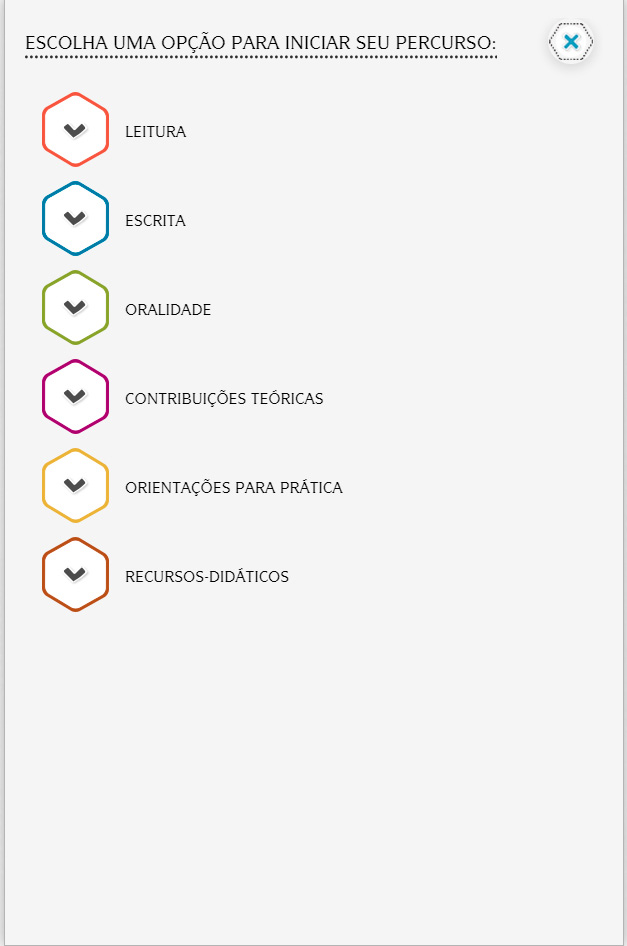 ESCOLHA UMA OPÇÃO PARA INICIAR SEU PERCURSO:
LEITURA
ESCRITA
ORALIDADE
CONTRIBUIÇÕES TEÓRICAS
ORIENTAÇÕES PARA PRÁTICA
RECURSOS-DIDÁTICOS